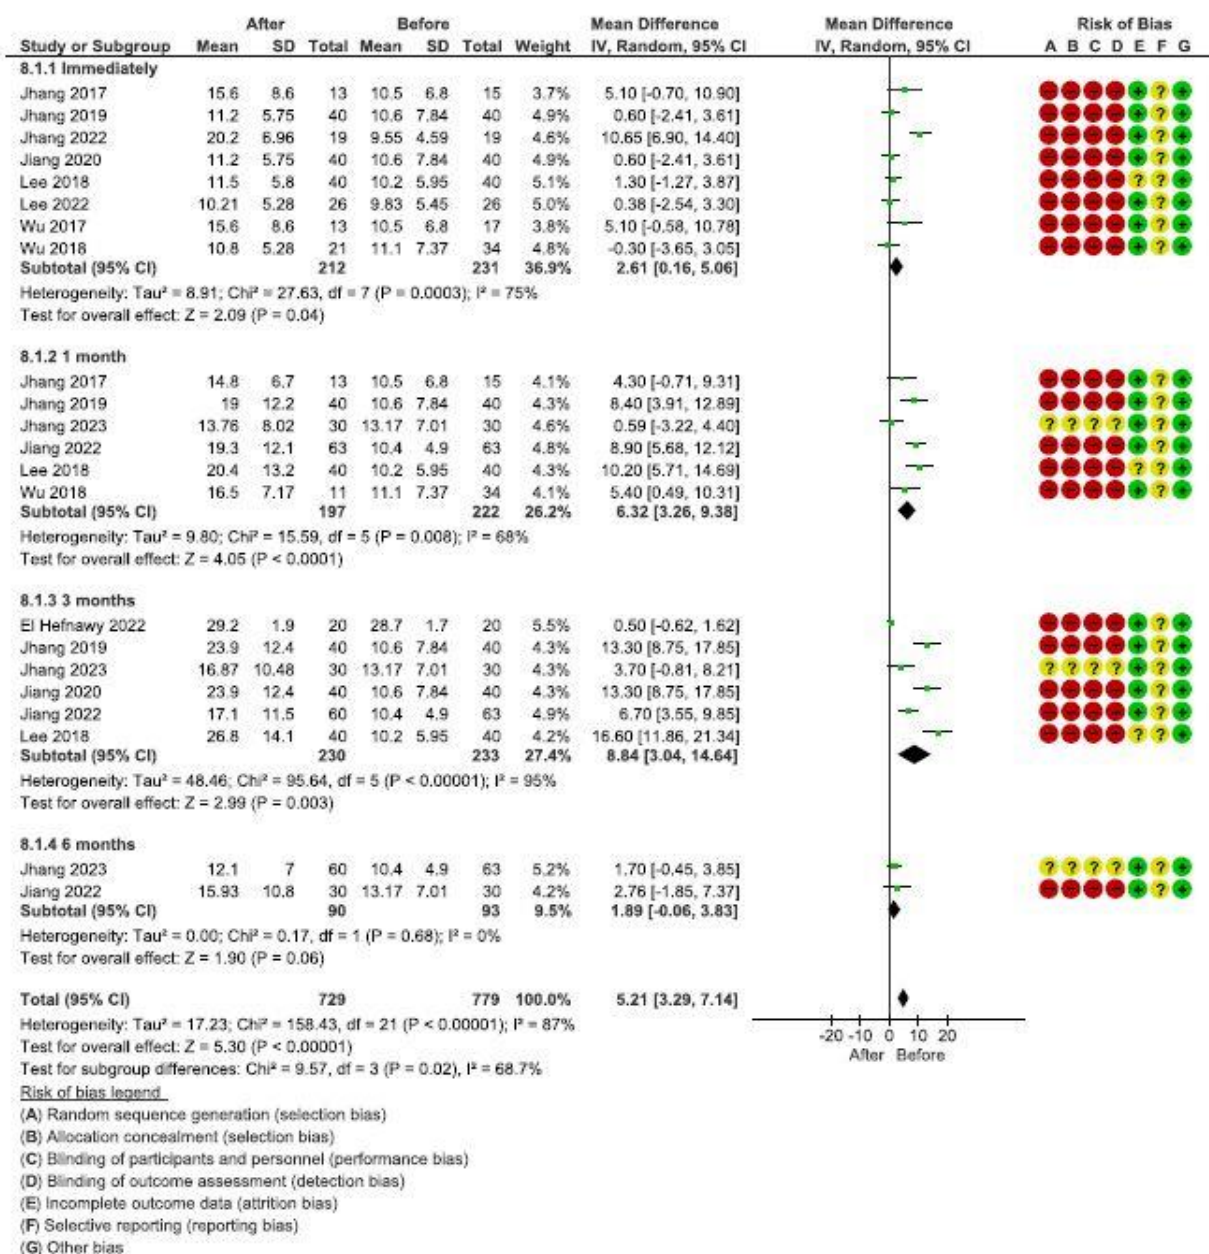 After Before Mean Difference Mean Difference Risk of Bias
Study or Subgroup Mean SD Total Mean SD Total Weight IV, Random, 95% CI IV, Random, 95% CI A B C D E F G
8.1.1 Immediately
Jhang 2017 15.6 8.6 13 10.5 6.8 15 3.7% 5.10 [-0.70, 10.90] − − − − + ? +
Jhang 2019 11.2 5.75 40 10.6 7.84 40 4.9% 0.60 [-2.41, 3.61] − − − − + ? +
Jhang 2022 20.2 6.96 19 9.55 4.59 19 4.6% 10.65 [6.90, 14.40] − − − − + ? +
Jiang 2020 11.2 5.75 40 10.6 7.84 40 4.9% 0.60 [-2.41, 3.61] − − − − + ? +
Lee 2018 11.5 5.8 40 10.2 5.95 40 5.1% 1.30 [-1.27, 3.87] − − − − ? ? +
Lee 2022 10.21 5.28 26 9.83 5.45 26 5.0% 0.38 [-2.54, 3.30] − − − − + ? +
Wu 2017 15.6 8.6 13 10.5 6.8 17 3.8% 5.10 [-0.58, 10.78] − − − − + ? +
Wu 2018 10.8 5.28 21 11.1 7.37 34 4.8% -0.30 [-3.65, 3.05] − − − − + ? +
Subtotal (95% CI) 212 231 36.9% 2.61 [0.16, 5.06]
Heterogeneity: Tau² = 8.91; Chi² = 27.63, df = 7 (P = 0.0003); I² = 75%
Test for overall effect: Z = 2.09 (P = 0.04)
8.1.2 1 month
Jhang 2017 14.8 6.7 13 10.5 6.8 15 4.1% 4.30 [-0.71, 9.31] − − − − + ? +
Jhang 2019 19 12.2 40 10.6 7.84 40 4.3% 8.40 [3.91, 12.89] − − − − + ? +
Jhang 2023 13.76 8.02 30 13.17 7.01 30 4.6% 0.59 [-3.22, 4.40] ? ? ? ? + ? +
Jiang 2022 19.3 12.1 63 10.4 4.9 63 4.8% 8.90 [5.68, 12.12] − − − − + ? +
Lee 2018 20.4 13.2 40 10.2 5.95 40 4.3% 10.20 [5.71, 14.69] − − − − ? ? +
Wu 2018 16.5 7.17 11 11.1 7.37 34 4.1% 5.40 [0.49, 10.31] − − − − + ? +
Subtotal (95% CI) 197 222 26.2% 6.32 [3.26, 9.38]
Heterogeneity: Tau² = 9.80; Chi² = 15.59, df = 5 (P = 0.008); I² = 68%
Test for overall effect: Z = 4.05 (P < 0.0001)
8.1.3 3 months
El Hefnawy 2022 29.2 1.9 20 28.7 1.7 20 5.5% 0.50 [-0.62, 1.62] − − − − + ? +
Jhang 2019 23.9 12.4 40 10.6 7.84 40 4.3% 13.30 [8.75, 17.85] − − − − + ? +
Jhang 2023 16.87 10.48 30 13.17 7.01 30 4.3% 3.70 [-0.81, 8.21] ? ? ? ? + ? +
Jiang 2020 23.9 12.4 40 10.6 7.84 40 4.3% 13.30 [8.75, 17.85] − − − − + ? +
Jiang 2022 17.1 11.5 60 10.4 4.9 63 4.9% 6.70 [3.55, 9.85] − − − − + ? +
Lee 2018 26.8 14.1 40 10.2 5.95 40 4.2% 16.60 [11.86, 21.34] − − − − ? ? +
Subtotal (95% CI) 230 233 27.4% 8.84 [3.04, 14.64]
Heterogeneity: Tau² = 48.46; Chi² = 95.64, df = 5 (P < 0.00001); I² = 95%
Test for overall effect: Z = 2.99 (P = 0.003)
8.1.4 6 months
Jhang 2023 12.1 7 60 10.4 4.9 63 5.2% 1.70 [-0.45, 3.85] ? ? ? ? + ? +
Jiang 2022 15.93 10.8 30 13.17 7.01 30 4.2% 2.76 [-1.85, 7.37] − − − − + ? +
Subtotal (95% CI) 90 93 9.5% 1.89 [-0.06, 3.83]
Heterogeneity: Tau² = 0.00; Chi² = 0.17, df = 1 (P = 0.68); I² = 0%
Test for overall effect: Z = 1.90 (P = 0.06)
Total (95% CI) 729 779 100.0% 5.21 [3.29, 7.14]
Heterogeneity: Tau² = 17.23; Chi² = 158.43, df = 21 (P < 0.00001); I² = 87%
-20 -10 0 10 20
Test for overall effect: Z = 5.30 (P < 0.00001)
After Before
Test for subgroup differences: Chi² = 9.57, df = 3 (P = 0.02), I² = 68.7%
Risk of bias legend
(A) Random sequence generation (selection bias)
(B) Allocation concealment (selection bias)
(C) Blinding of participants and personnel (performance bias)
(D) Blinding of outcome assessment (detection bias)
(E) Incomplete outcome data (attrition bias)
(F) Selective reporting (reporting bias)
(G) Other bias